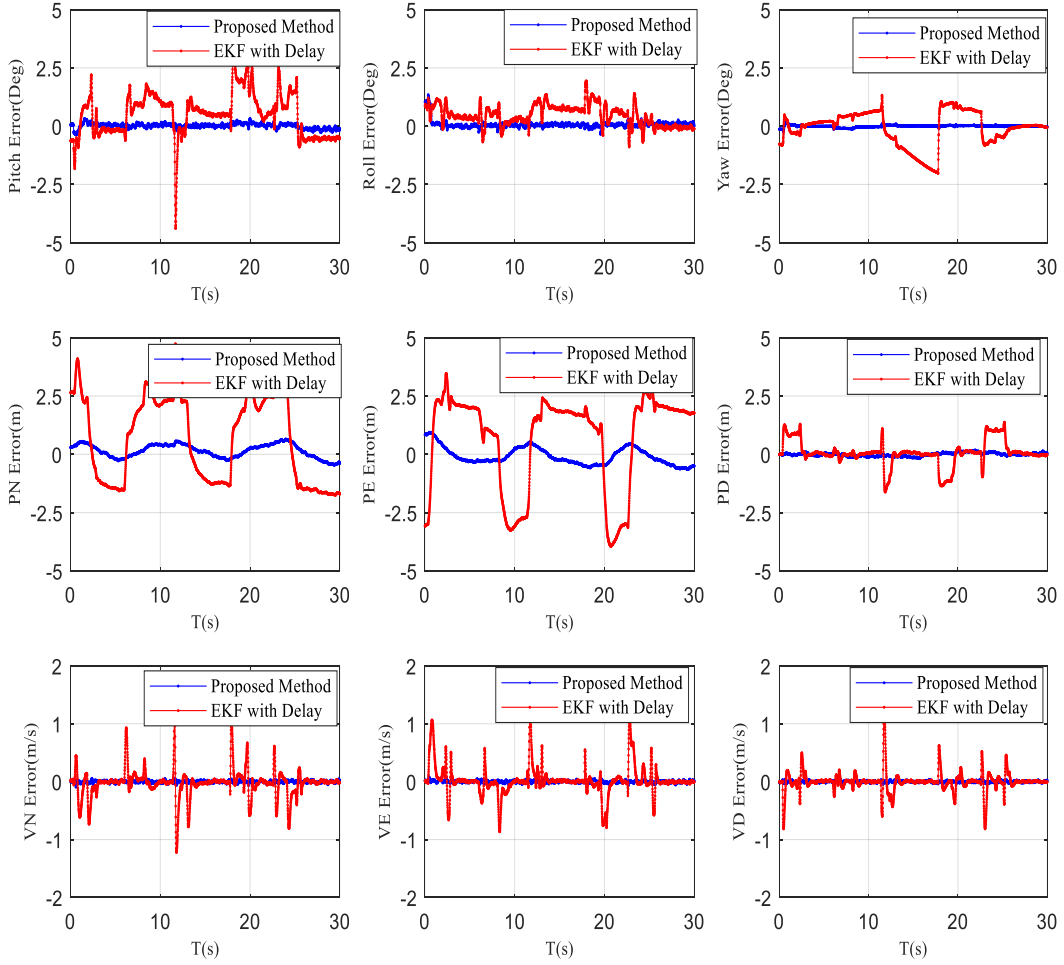 Proposed Method
EKF with Delay
Pitch Error(Deg)
5
2.5
0
-2.5
-5
0
10
20
30
T(s)
Proposed Method
EKF with Delay
Roll Error(Deg)
5
2.5
0
-2.5
-5
0
10
20
30
T(s)
Proposed Method
EKF with Delay
Yaw Error(Deg)
5
2.5
0
-2.5
-5
0
10
20
30
T(s)
Proposed Method
EKF with Delay
PN Error(m)
5
2.5
0
-2.5
-5
0
10
20
30
T(s)
Proposed Method
EKF with Delay
PE Error(m)
5
2.5
0
-2.5
-5
0
10
20
30
T(s)
Proposed Method
EKF with Delay
PD Error(m)
5
2.5
0
-2.5
-5
0
10
20
30
T(s)
Proposed Method
EKF with Delay
VN Error(m/s)
2
1
0
-1
-2
0
10
20
30
T(s)
Proposed Method
EKF with Delay
VE Error(m/s)
2
1
0
-1
-2
0
10
20
30
T(s)
Proposed Method
EKF with Delay
VD Error(m/s)
2
1
0
-1
-2
0
10
20
30
T(s)